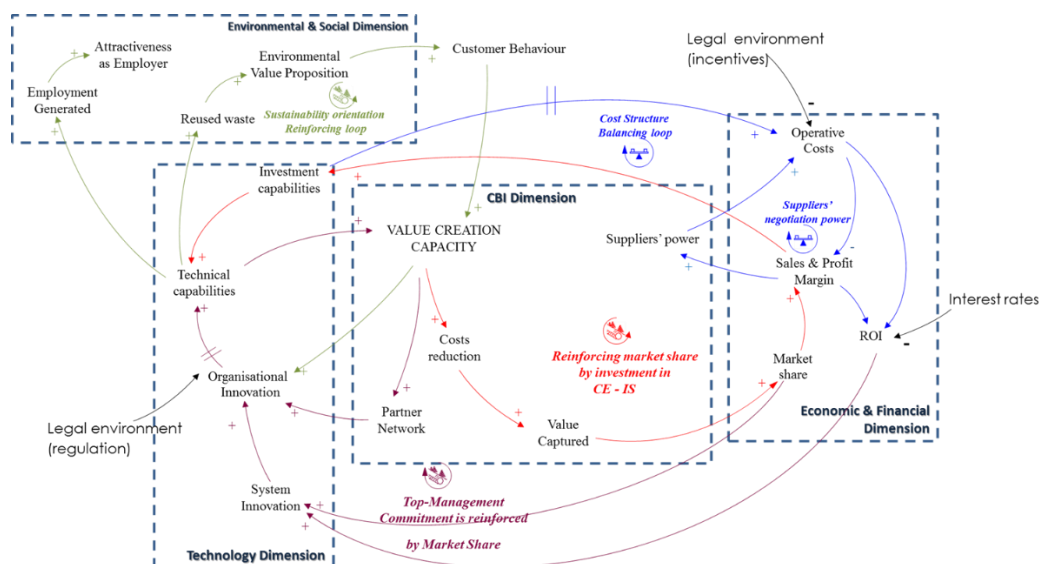 Environmental & Social Dimension
Attractiveness
as Employer
Environmental
Value Proposition
Customer Behaviour
Legal environment
(incentives)
Employment
Generated
Reused waste
Sustainability orientation
Reinforcing loop
Cost Structure
Balancing loop
Operative
Costs
Investment
capabilities
CBI Dimension
VALUE CREATION
CAPACITY
Suppliers' power
Suppliers'
negotiation power
Technical
capabilities
Sales & Profit
Margin
Interest rates
ROI
Costs
reduction
Reinforcing market share
by investment in
CE - IS
Market
share
Organisational
Innovation
Partner
Network
Value
Captured
Economic & Financial
Dimension
Legal environment
(regulation)
System
Innovation
Top-Management
Commitment is reinforced
by Market Share
Technology Dimension